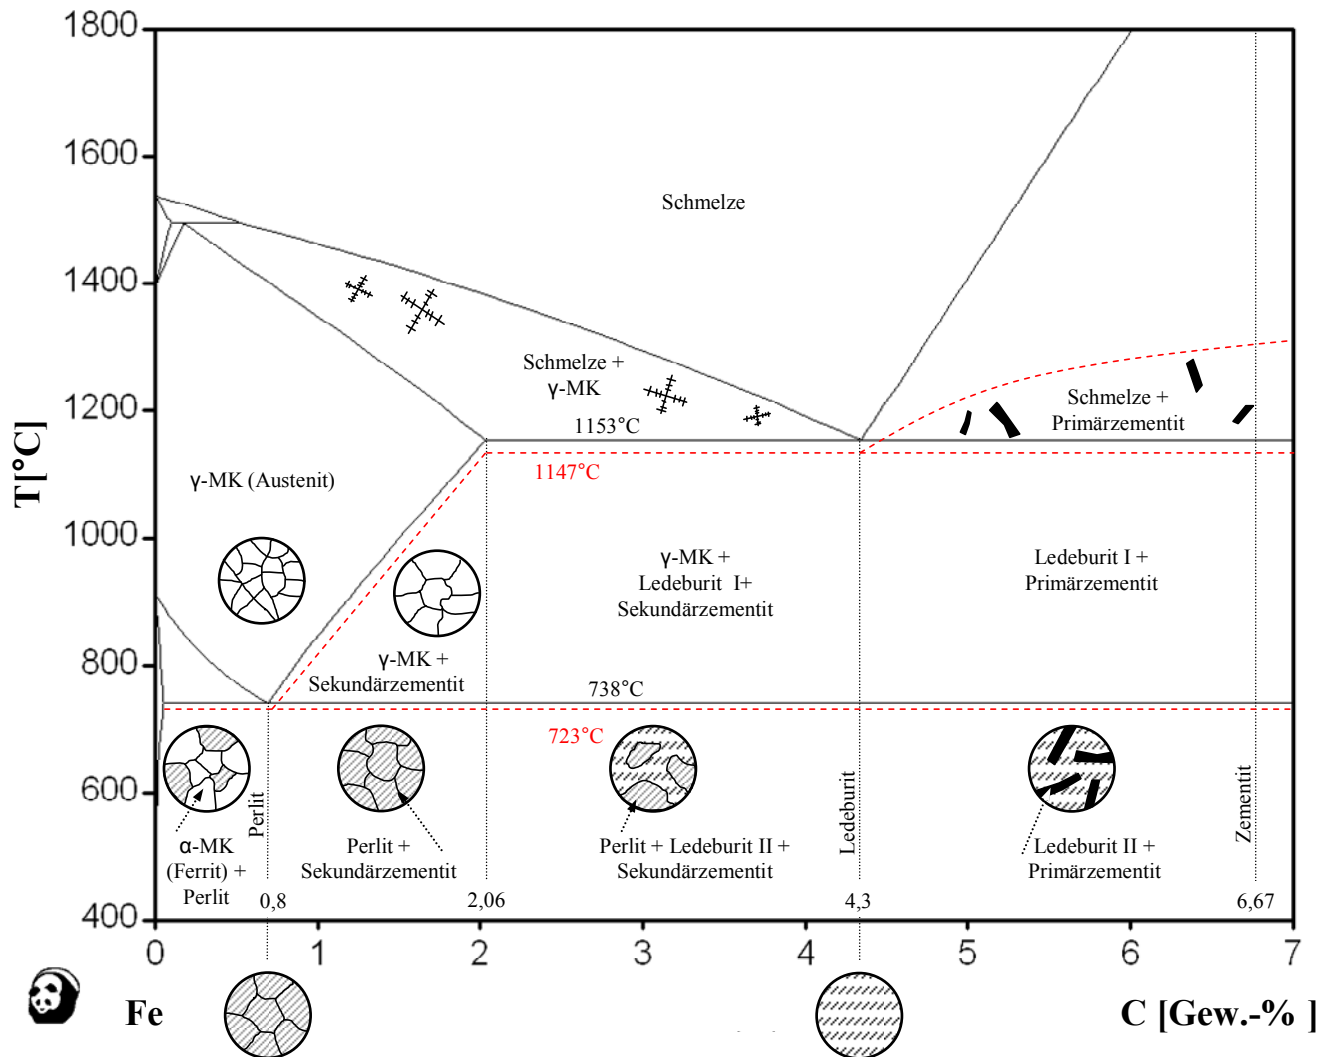 1800
1600
1400
1200
1000
800
600
400
T[°C]
Schmelze
Schmelze +
γ-MK
1153°C
1147°C
Schmelze +
Primärzementit
γ-MK (Austenit)
γ-MK +
Ledeburit I+
Sekundärzementit
Ledeburit I +
Primärzementit
γ-MK +
Sekundärzementit
738°C
723°C
Perlit
Ledeburit
Zementit
α-MK
(Ferrit) +
Perlit
Perlit +
Sekundärzementit
Perlit + Ledeburit II +
Sekundärzementit
Ledeburit II +
Primärzementit
0,8
2,06
4,3
6,67
0 1 2 3 4 5 6 7
Fe
C [Gew.-% ]